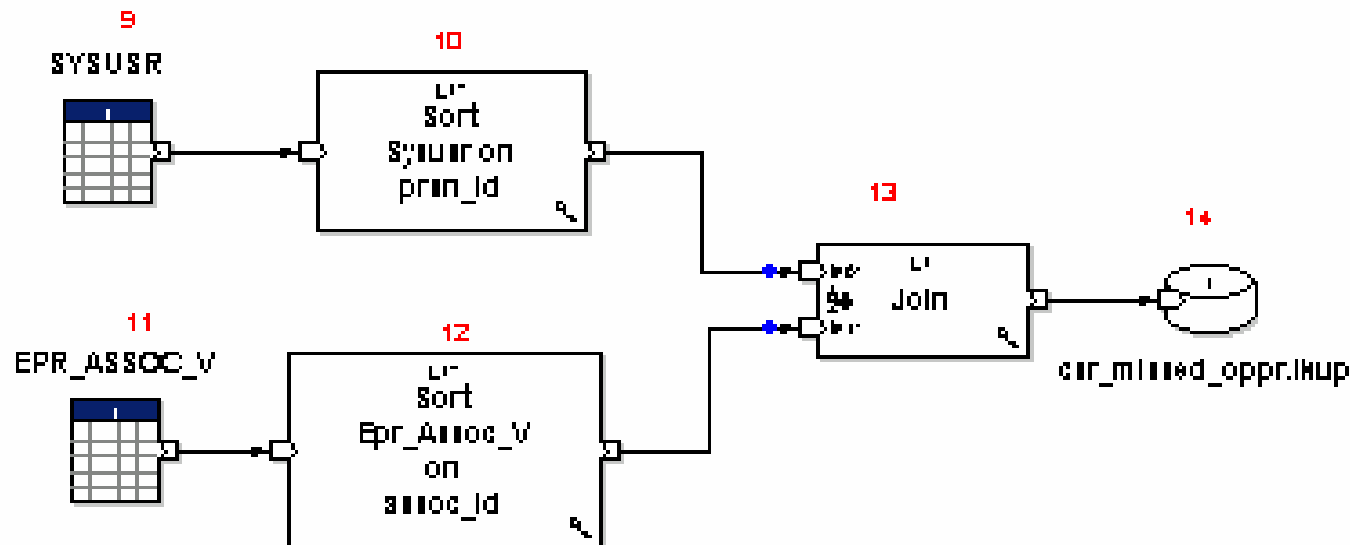 9
SYSUSR
10
Sort
Sysusr on
prsn_id
11
EPR_ASSOC_V
12
Sort
Epr_Assoc_V
on
assoc_id
13
Join
14